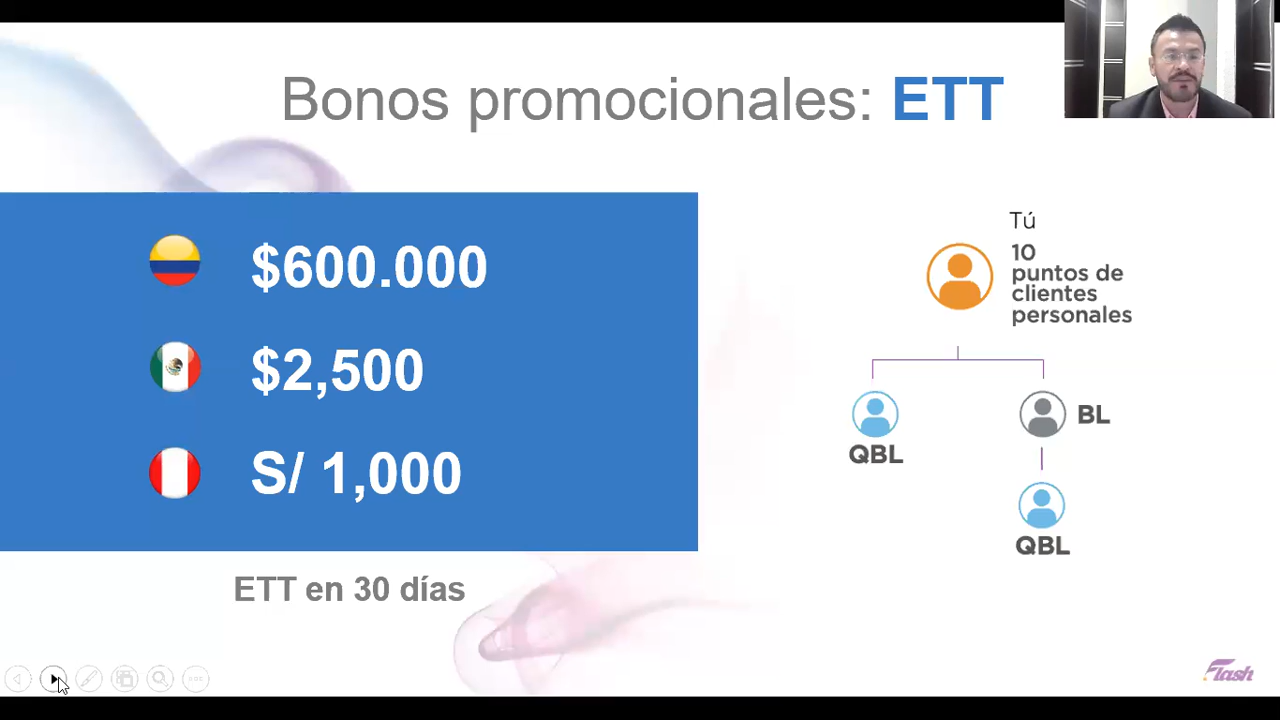 Bonos promocionales: ETT
$600.000
$2,500
S/ 1,000
ETT en 30 días
Tú
10
puntos de
clientes
personales
QBL
BL
QBL
Flash